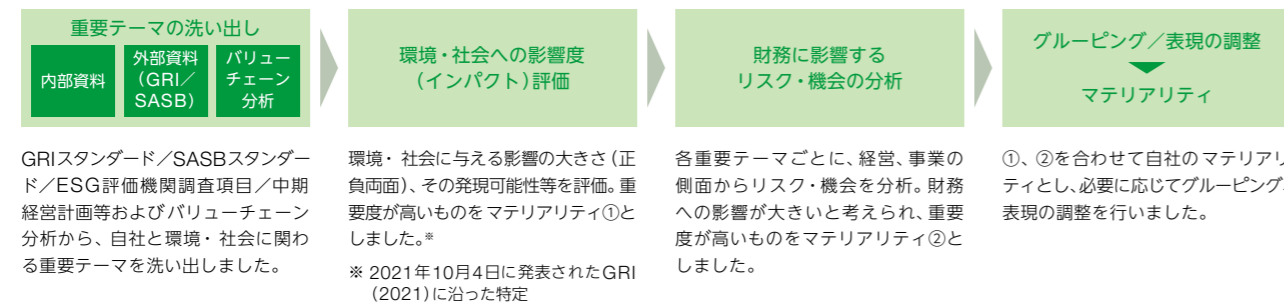 重要テーマの洗い出し
内部資料
外部資料
(GRI／
SASB)
バリュー
チェーン
分析
GRIスタンダード／SASBスタンダー
ド／ESG評価機関調査項目／中期
経営計画等およびバリューチェーン
分析から、自社と環境・社会に関わ
る重要テーマを洗い出しました。
環境・社会への影響度
(インパクト)評価
環境・社会に与える影響の大きさ(正
負両面)、その発現可能性等を評価。重
要度が高いものをマテリアリティ①と
しました。※
※ 2021年10月4日に発表されたGRI
(2021)に沿った特定
財務に影響する
リスク・機会の分析
各重要テーマごとに、経営、事業の
側面からリスク・機会を分析。財務
への影響が大きいと考えられ、重要
度が高いものをマテリアリティ②と
しました。
グルーピング／表現の調整
マテリアリティ
①、②を合わせて自社のマテリアリ
ティとし、必要に応じてグルーピング、
表現の調整を行いました。